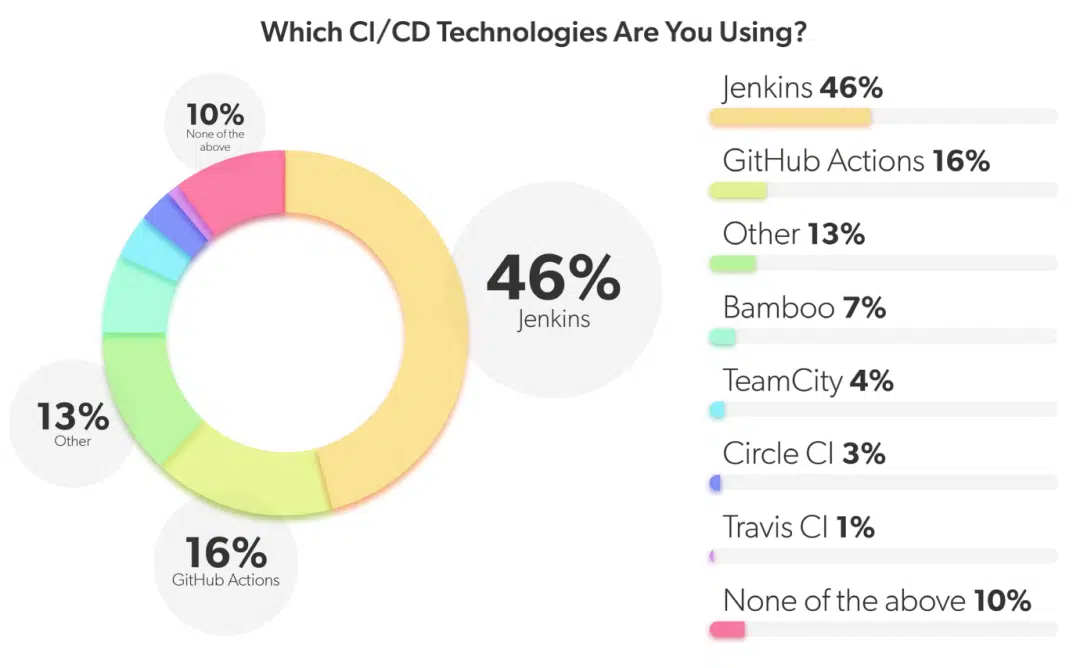 Which CI/CD Technologies Are You Using?
10%
None of the
above
46%
Jenkins
13%
Other
16%
GitHub Actions
Jenkins 46%
GitHub Actions 16%
Other 13%
Bamboo 7%
TeamCity 4%
Circle CI 3%
Travis CI 1%
None of the above 10%